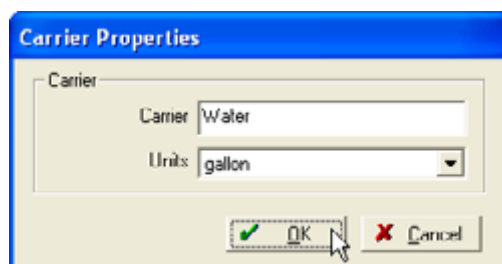 Carrier Properties
Carrier
Carrier Water
Units gallon
OK Cancel